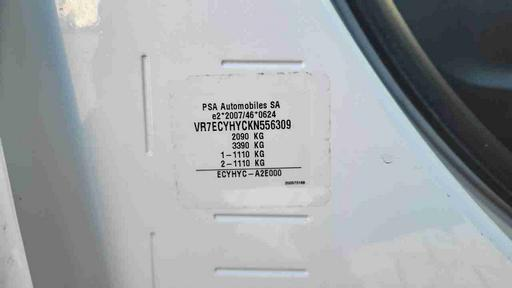 PSA Automobiles SA
e2*2007/46*0624
VR7ECYHYCKN556309
2090 KG
3390 KG
1-1110 KG
2-1110 KG
ECYHYC-A2E000